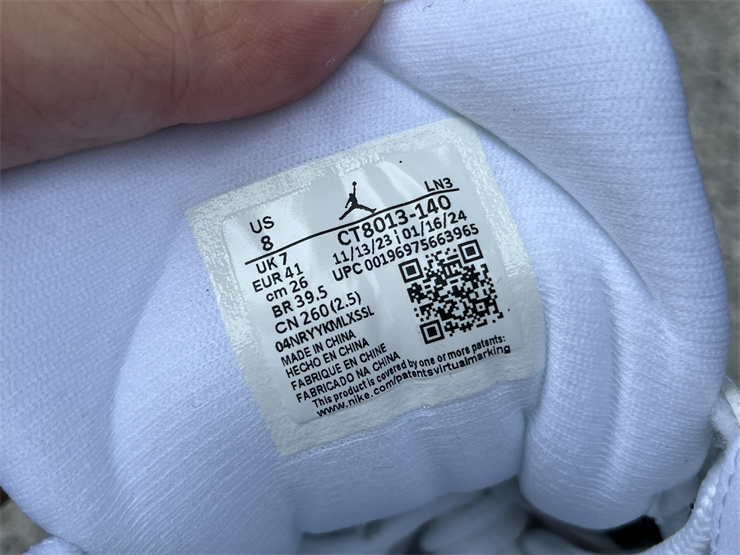 LN3
US
8
CT8013-140
UK 7
11/13/23 i 01/16/24
EUR 41
UPC 00196975663965
cm 26
BR 39.5
CN 260 (2.5)
04NRYYKMLXSSL
MADE IN CHINA
HECHO EN CHINA
FABRIQUE EN CHINE
FABRICADO NA CHINA
This product is covered by one or more patents:
www.nike.com/patentsvirtualmarking